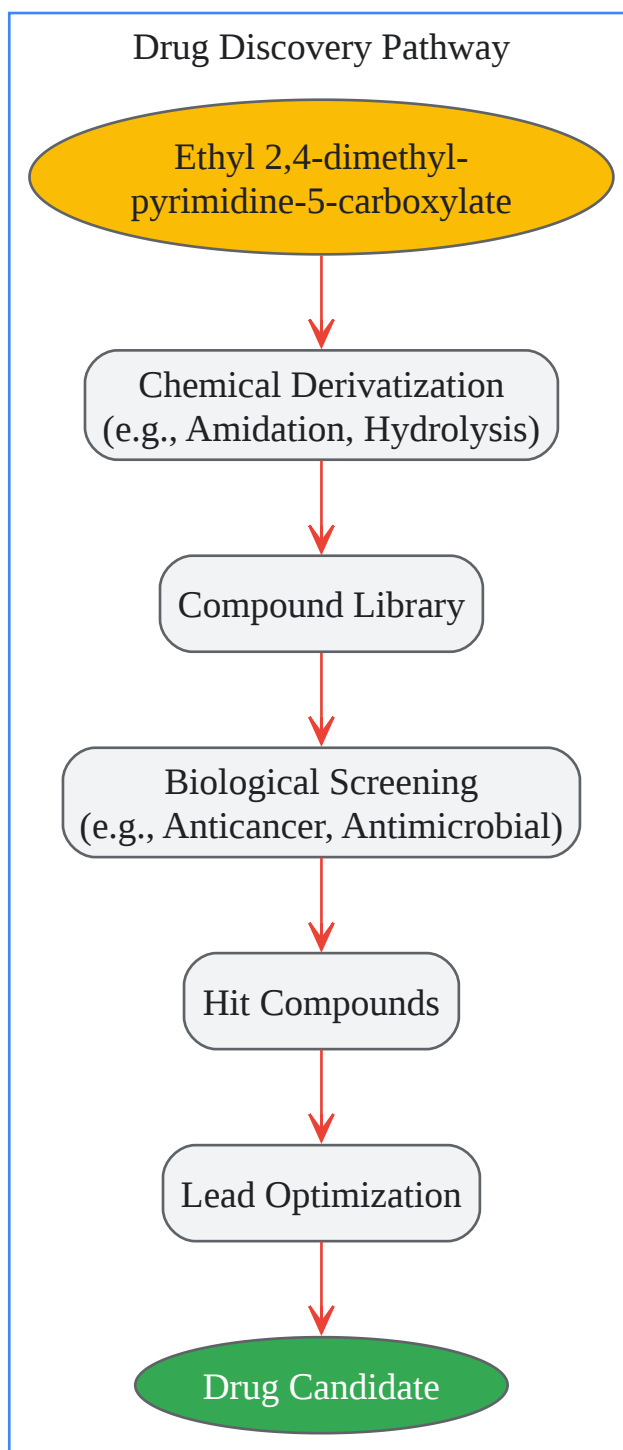 Drug Discovery Pathway
Ethyl 2,4-dimethyl-
pyrimidine-5-carboxylate
Chemical Derivatization
(e.g., Amidation, Hydrolysis)
Compound Library
Biological Screening
(e.g., Anticancer, Antimicrobial)
Hit Compounds
Lead Optimization
Drug Candidate